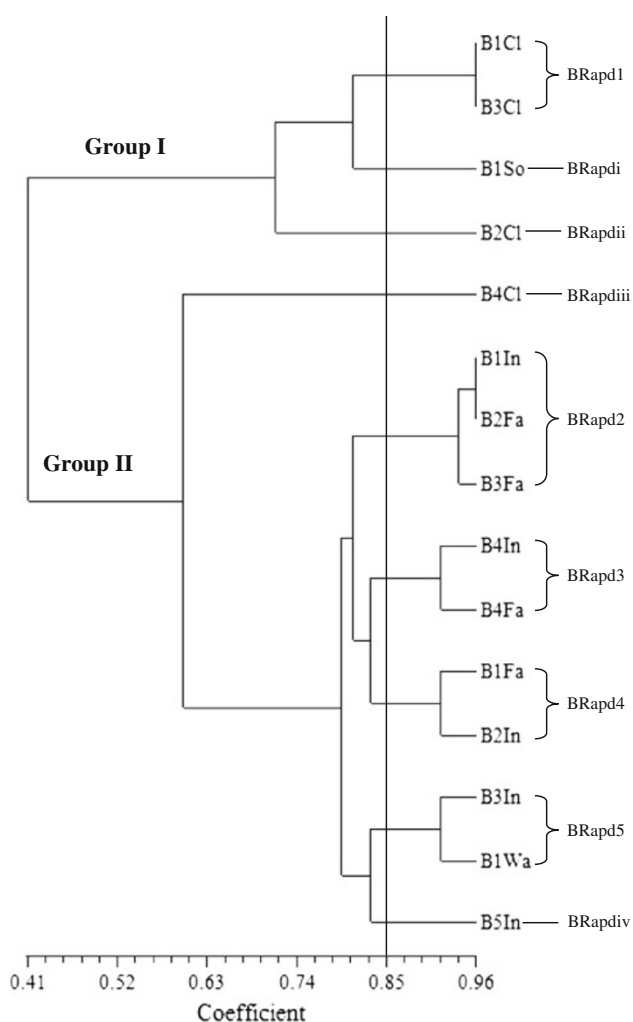 B1Cl
BRapd1
B3Cl
Group I
B1So BRapdi
B2Cl BRapdii
B4Cl BRapdiii
B1In
B2Fa BRapd2
Group II
B3Fa
B4In
BRapd3
B4Fa
B1Fa
BRapd4
B2In
B3In
BRapd5
B1Wa
B5In BRapdiv
0.41 0.52 0.63 0.74 0.85 0.96
Coefficient